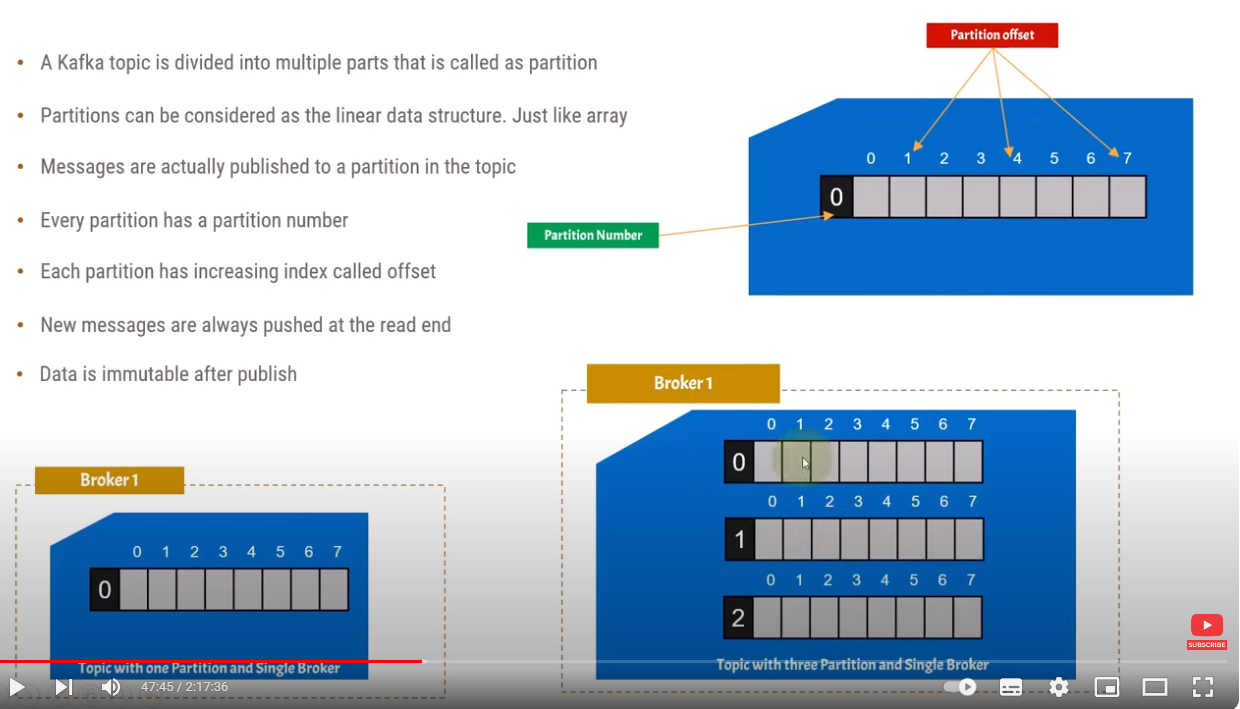 Partition offset
• A Kafka topic is divided into multiple parts that is called as partition
• Partitions can be considered as the linear data structure. Just like array
• Messages are actually published to a partition in the topic
• Every partition has a partition number
• Each partition has increasing index called offset
• New messages are always pushed at the read end
• Data is immutable after publish
0 1 2 3 4 5 6 7
0
Partition Number
Broker 1
0 1 2 3 4 5 6 7
0
Topic with one Partition and Single Broker
Broker 1
0 1 2 3 4 5 6 7
0
0 1 2 3 4 5 6 7
1
0 1 2 3 4 5 6 7
2
Topic with three Partition and Single Broker
SUBSCRIBE
47:45 / 2:17:36